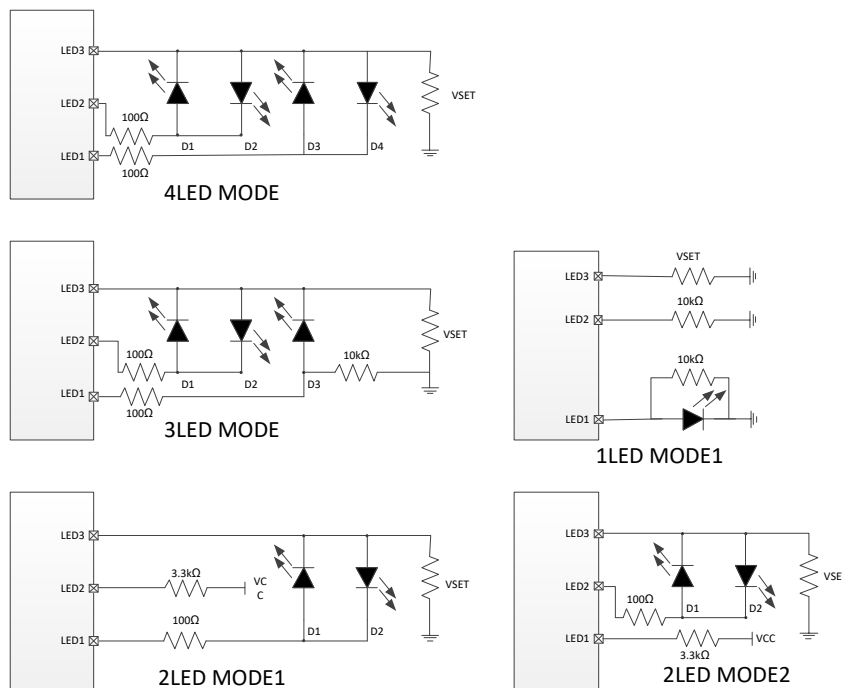 LED3
LED2
LED1
100Ω
100Ω
D1
D2
D3
D4
VSET
4LED MODE
LED3
LED2
LED1
100Ω
100Ω
D1
D2
D3
10kΩ
VSET
3LED MODE
LED3
LED2
LED1
VSET
10kΩ
10kΩ
1LED MODE1
LED3
LED2
LED1
3.3kΩ
VC
C
100Ω
D1
D2
VSET
2LED MODE1
LED3
LED2
LED1
100Ω
D1
D2
3.3kΩ
VCC
VSE
2LED MODE2